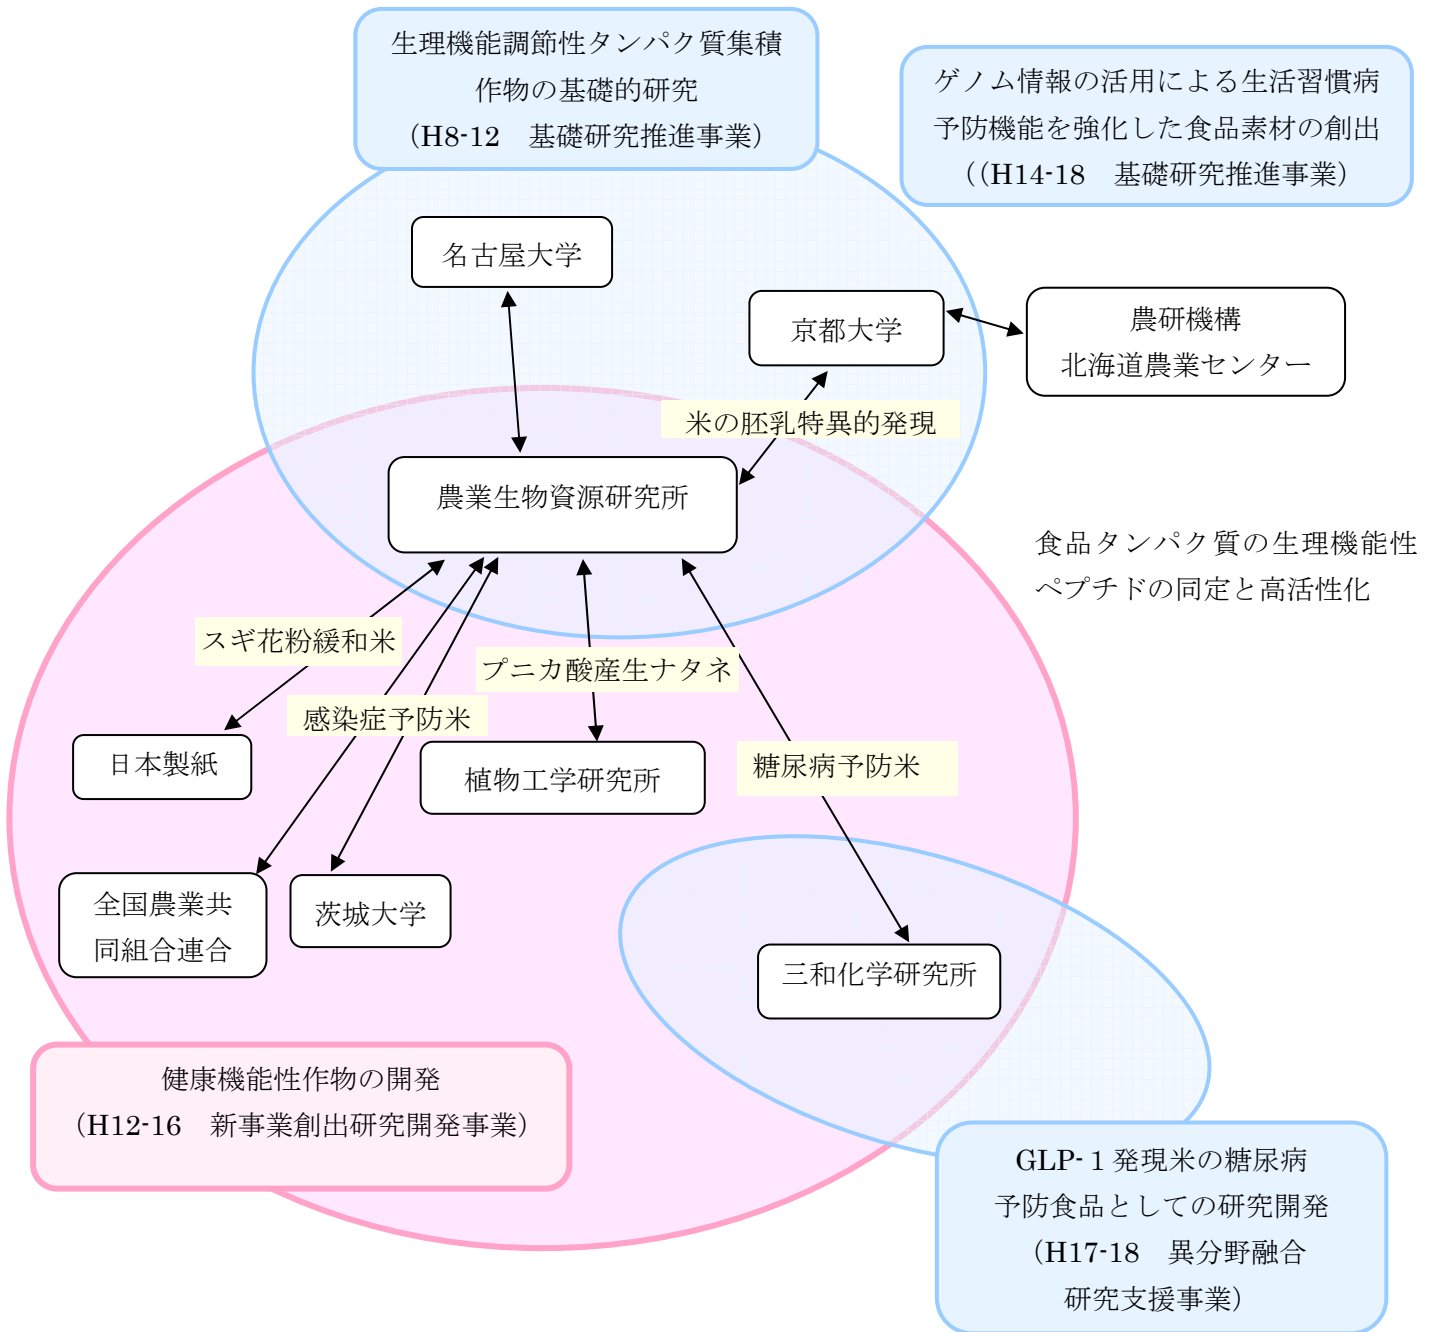 生理機能調節性タンパク質集積
作物の基礎的研究
（H8-12　基礎研究推進事業）
ゲノム情報の活用による生活習慣病
予防機能を強化した食品素材の創出
（（H14-18　基礎研究推進事業）
名古屋大学
京都大学
農研機構
北海道農業センター
米の胚乳特異的発現
農業生物資源研究所
食品タンパク質の生理機能性
ペプチドの同定と高活性化
スギ花粉緩和米
プニカ酸産生ナタネ
感染症予防米
日本製紙
植物工学研究所
糖尿病予防米
全国農業共
同組合連合
茨城大学
三和化学研究所
健康機能性作物の開発
（H12-16　新事業創出研究開発事業）
GLP-１発現米の糖尿病
予防食品としての研究開発
（H17-18　異分野融合
研究支援事業）